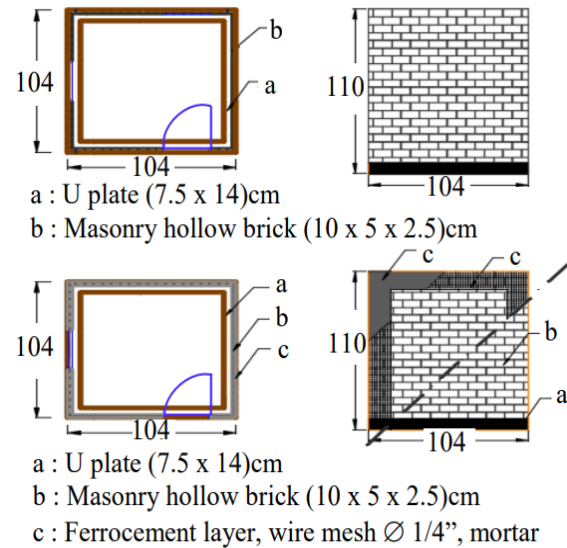 b
104
a
104
110
104
a : U plate (7.5 x 14)cm
b : Masonry hollow brick (10 x 5 x 2.5)cm
a
b
104
c
104
c
c
110
b
a
104
a : U plate (7.5 x 14)cm
b : Masonry hollow brick (10 x 5 x 2.5)cm
c : Ferrocement layer, wire mesh ∅ 1/4”, mortar